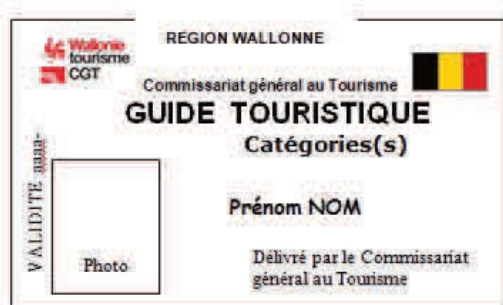 Wallonie
tourisme
CGT
RÉGION WALLONNE
Commissariat général au Tourisme
GUIDE TOURISTIQUE
Catégories(s)
VALIDITE aaaa-
Photo
Prénom NOM
Délivré par le Commissariat
général au Tourisme